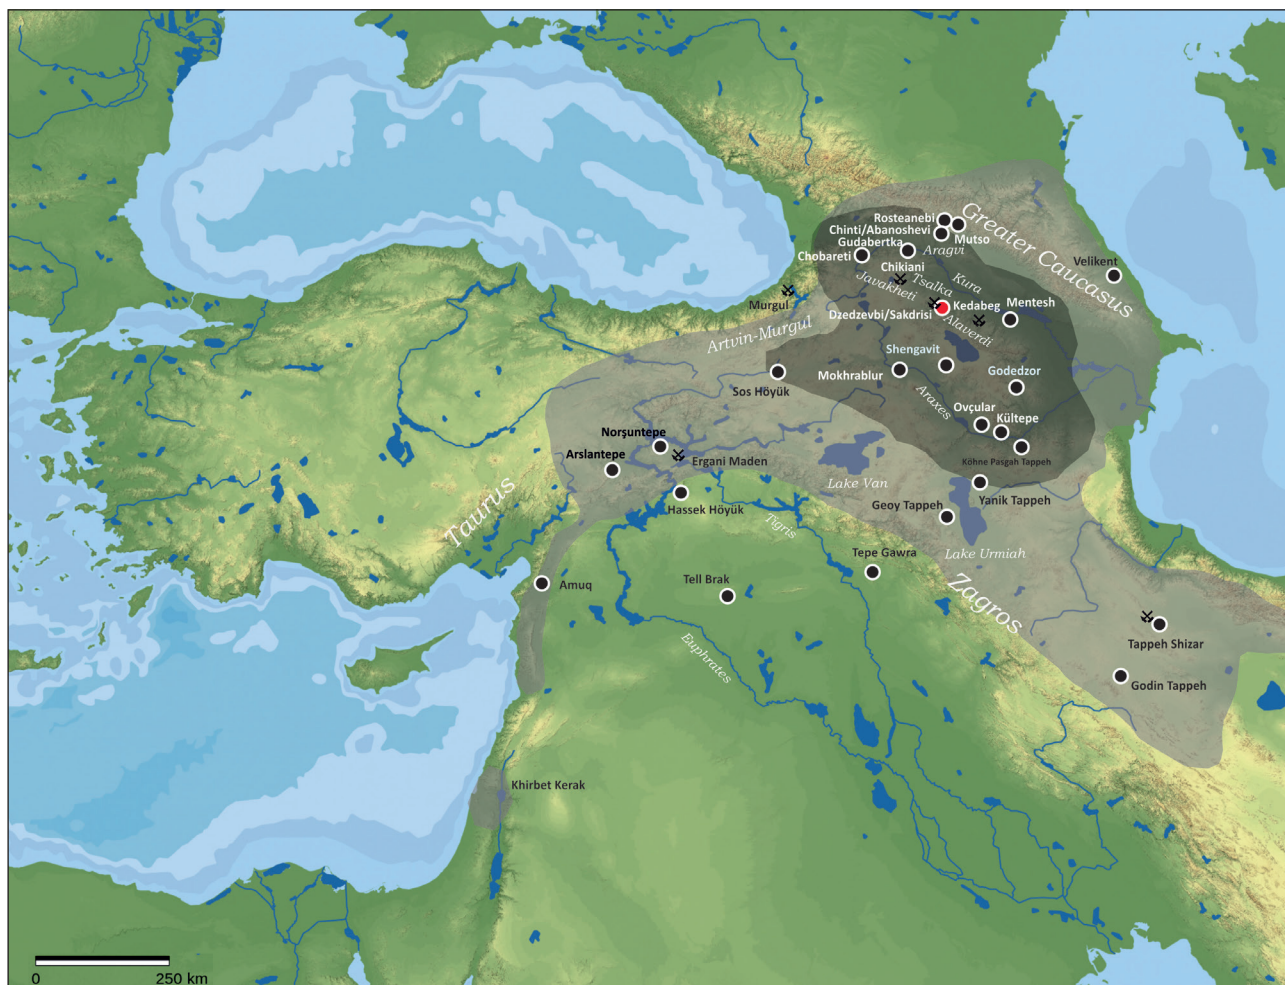 Greater Caucasus
Rosteanebi
Chinti/Abanoshevi
Mutso
Gudabertka
Aragvi
Chobareti
Chikiani
Velikent
Tsalka
Kura
Javakheti
Murgul
Kedabeg
Mentesh
Dzedzevbi/Sakdrisi
Alaverdi
Artvin-Murgul
Shengavit
Mokhrablur
Godedzor
Sos Höyük
Araxes
Ovçular
Kültepe
Norşuntepe
Arslantepe
Ergani Maden
Köhne Pasgah Tappeh
Lake Van
Yanik Tappeh
Taurus
Hassek Höyük
Geoy Tappeh
Tigris
Lake Urmiah
Tepe Gawra
Amuq
Tell Brak
Zagros
Tappeh Shizar
Euphrates
Godin Tappeh
Khirbet Kerak
0 250 km